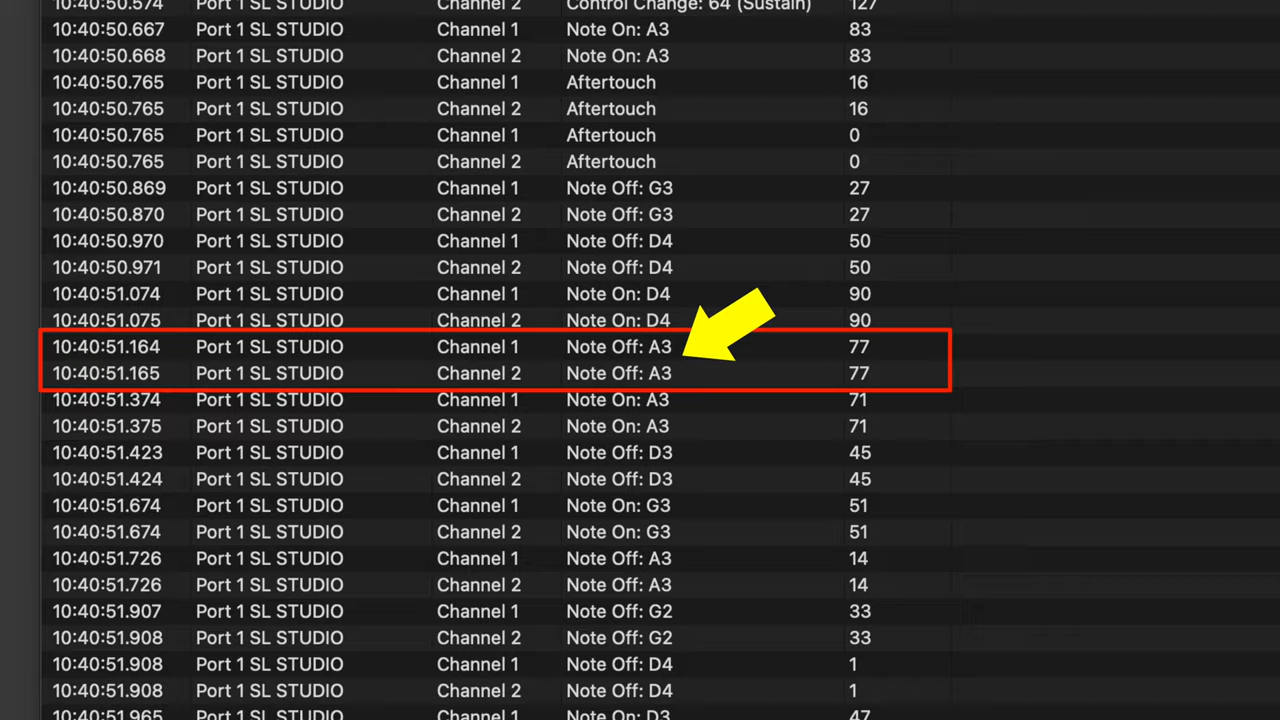 10:40:50.574 Port 1 SL STUDIO Channel 2 Control Change: 64 (Sustain) 127
10:40:50.667 Port 1 SL STUDIO Channel 1 Note On: A3 83
10:40:50.668 Port 1 SL STUDIO Channel 2 Note On: A3 83
10:40:50.765 Port 1 SL STUDIO Channel 1 Aftertouch 16
10:40:50.765 Port 1 SL STUDIO Channel 2 Aftertouch 16
10:40:50.765 Port 1 SL STUDIO Channel 1 Aftertouch 0
10:40:50.765 Port 1 SL STUDIO Channel 2 Aftertouch 0
10:40:50.869 Port 1 SL STUDIO Channel 1 Note Off: G3 27
10:40:50.870 Port 1 SL STUDIO Channel 2 Note Off: G3 27
10:40:50.970 Port 1 SL STUDIO Channel 1 Note Off: D4 50
10:40:50.971 Port 1 SL STUDIO Channel 2 Note Off: D4 50
10:40:51.074 Port 1 SL STUDIO Channel 1 Note On: D4 90
10:40:51.075 Port 1 SL STUDIO Channel 2 Note On: D4 90
10:40:51.164 Port 1 SL STUDIO Channel 1 Note Off: A3 77
10:40:51.165 Port 1 SL STUDIO Channel 2 Note Off: A3 77
10:40:51.374 Port 1 SL STUDIO Channel 1 Note On: A3 71
10:40:51.375 Port 1 SL STUDIO Channel 2 Note On: A3 71
10:40:51.423 Port 1 SL STUDIO Channel 1 Note Off: D3 45
10:40:51.424 Port 1 SL STUDIO Channel 2 Note Off: D3 45
10:40:51.674 Port 1 SL STUDIO Channel 1 Note On: G3 51
10:40:51.674 Port 1 SL STUDIO Channel 2 Note On: G3 51
10:40:51.726 Port 1 SL STUDIO Channel 1 Note Off: A3 14
10:40:51.726 Port 1 SL STUDIO Channel 2 Note Off: A3 14
10:40:51.907 Port 1 SL STUDIO Channel 1 Note Off: G2 33
10:40:51.908 Port 1 SL STUDIO Channel 2 Note Off: G2 33
10:40:51.908 Port 1 SL STUDIO Channel 1 Note Off: D4 1
10:40:51.908 Port 1 SL STUDIO Channel 2 Note Off: D4 1
10:40:51.965 Port 1 SL STUDIO Channel 1 Note On: D3 47